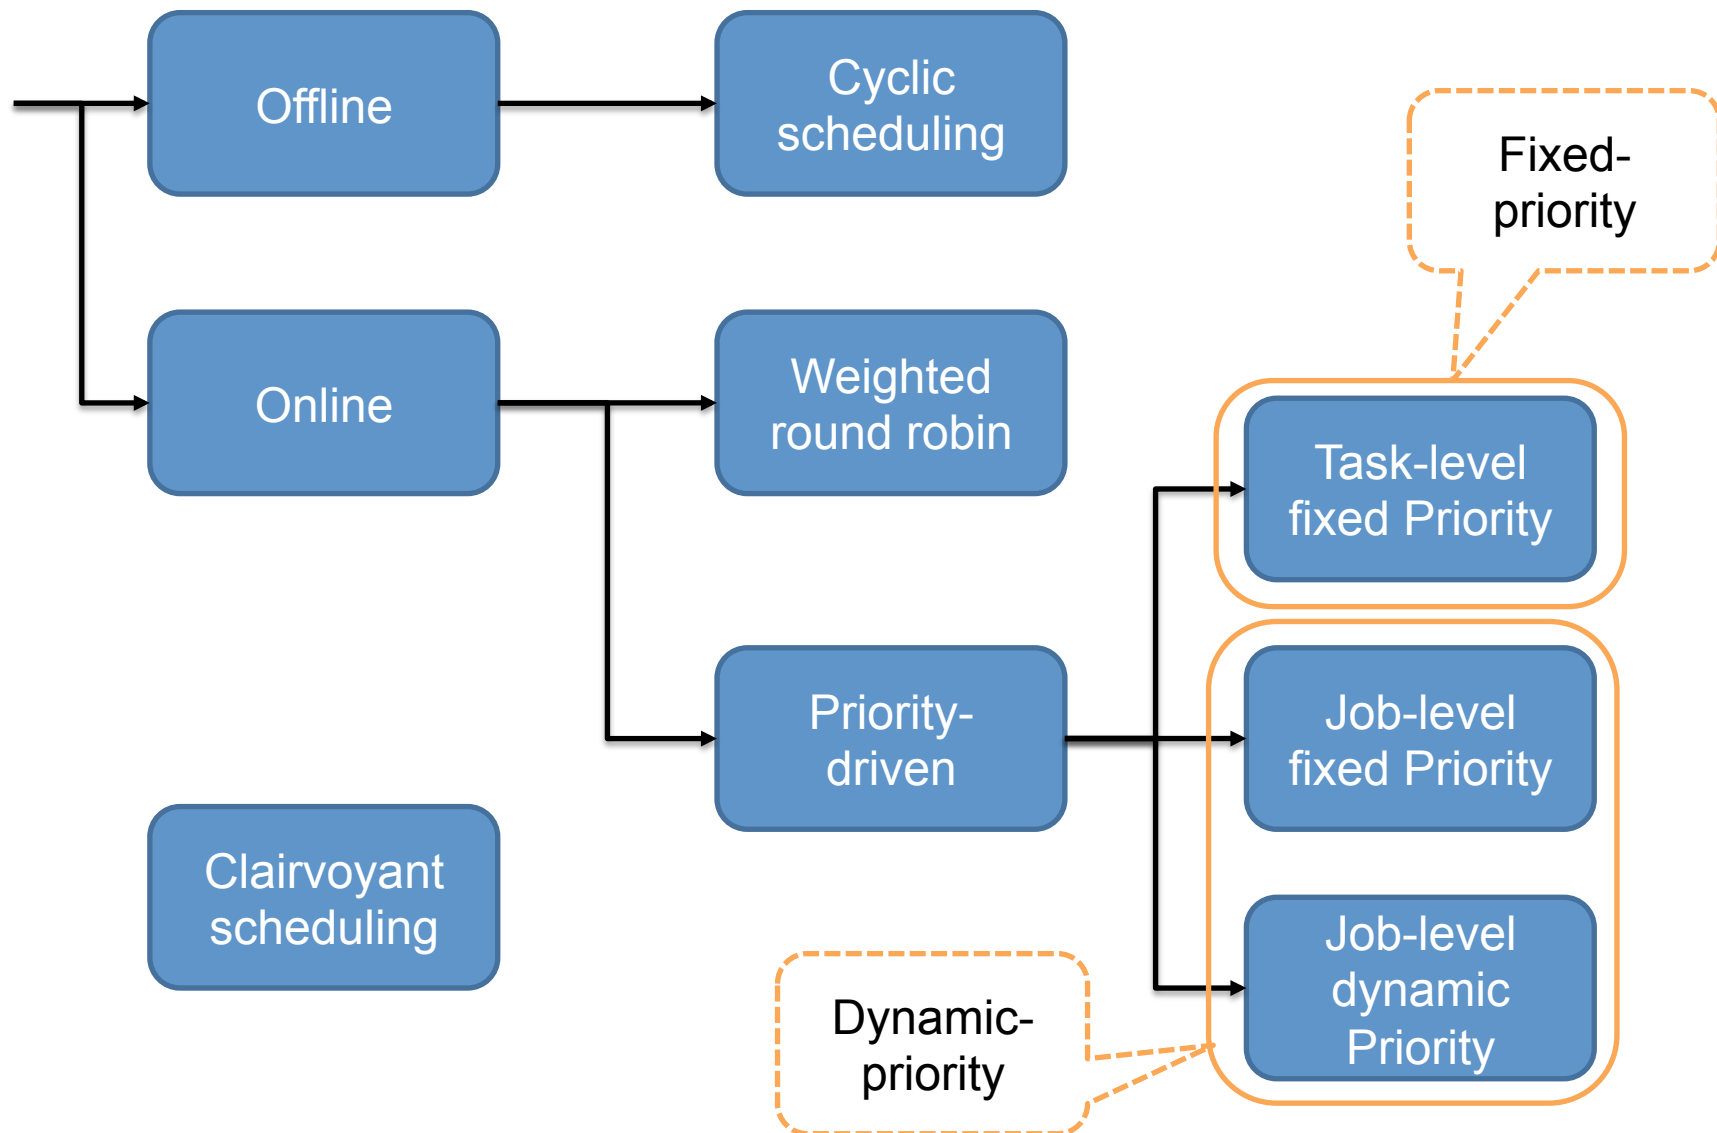 Offline
Cyclic
scheduling
Fixed-
priority
Online
Weighted
round robin
Task-level
fixed Priority
Priority-
driven
Job-level
fixed Priority
Clairvoyant
scheduling
Job-level
dynamic
Priority
Dynamic-
priority